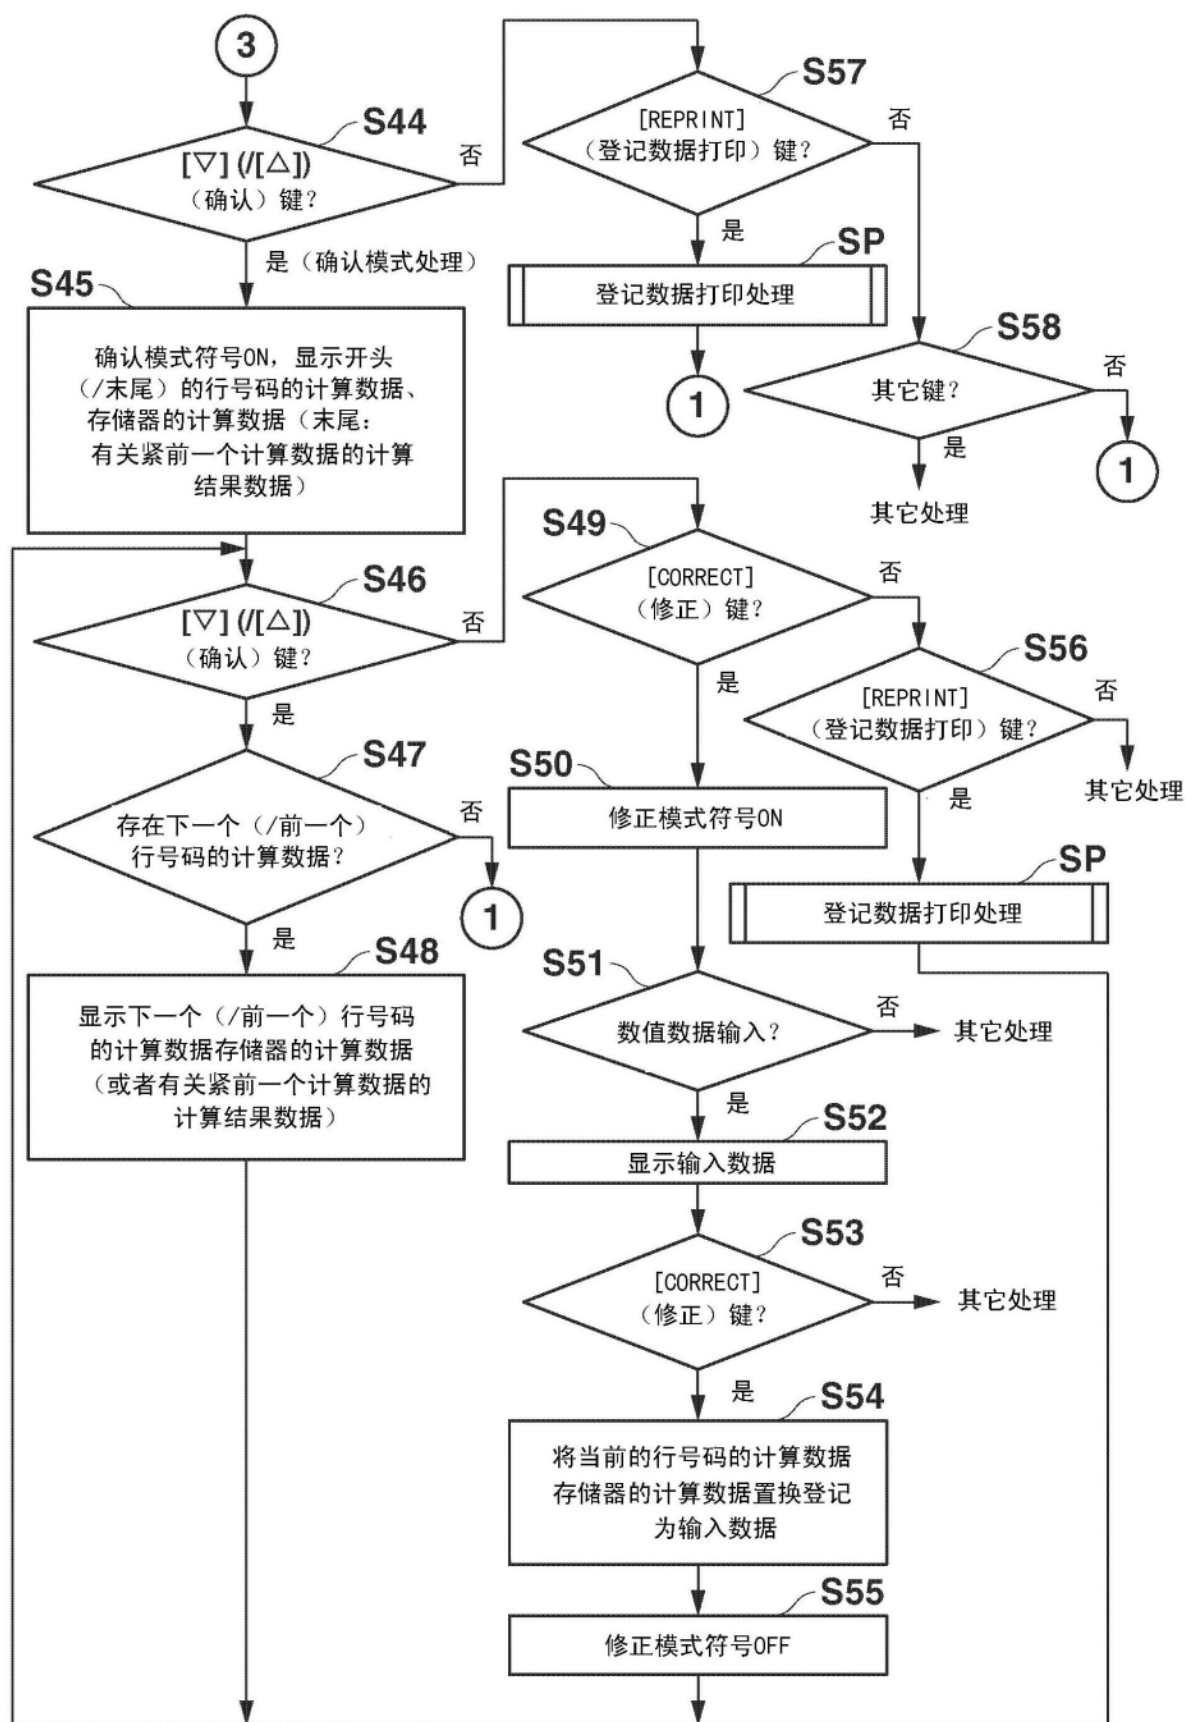 3
S44
[▽] (/[△])
（确认）键？
否
是（确认模式处理）
S57
[REPRINT]
（登记数据打印）键？
否
是
SP
登记数据打印处理
1
S58
其它键？
否
是
1
其它处理
S45
确认模式符号ON，显示开头
（/末尾）的行号码的计算数据、
存储器的计算数据（末尾：
有关紧前一个计算数据的计算
结果数据）
S46
[▽] (/[△])
（确认）键？
否
是
S47
存在下一个（/前一个）
行号码的计算数据？
否
1
是
S48
显示下一个（/前一个）行号码
的计算数据存储器的计算数据
（或者有关紧前一个计算数据的
计算结果数据）
S49
[CORRECT]
（修正）键？
否
是
S56
[REPRINT]
（登记数据打印）键？
否
其它处理
是
SP
登记数据打印处理
S50
修正模式符号ON
S51
数值数据输入？
否
其它处理
是
S52
显示输入数据
S53
[CORRECT]
（修正）键？
否
其它处理
是
S54
将当前的行号码的计算数据
存储器的计算数据置换登记
为输入数据
S55
修正模式符号OFF